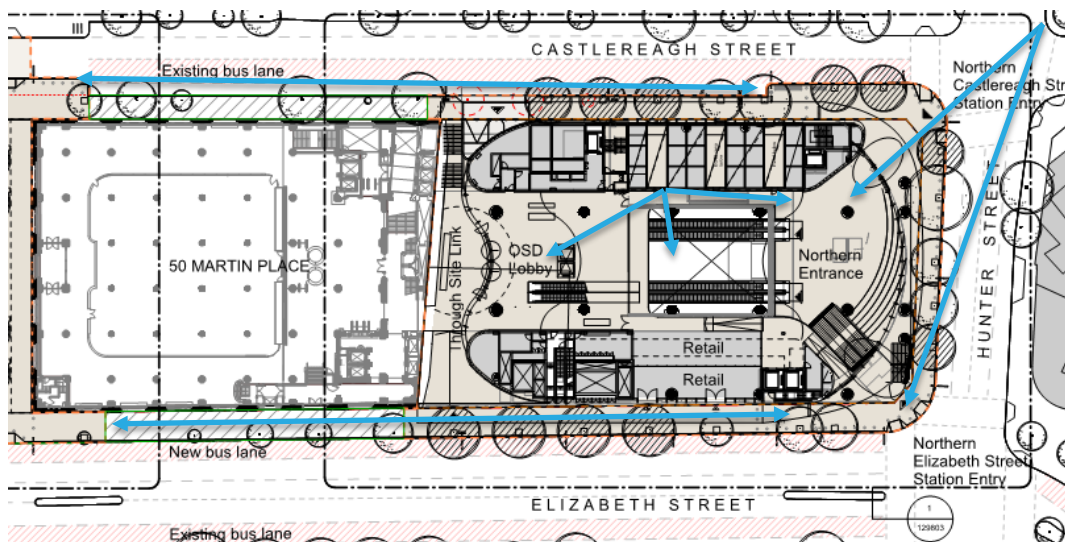 CASTLEREAGH STREET
Existing bus lane
Northern
Castlereagh Str
Station Entry
50 MARTIN PLACE
Through Site Link
OSD
Lobby
Northern
Entrance
HUNTER STREET
Retail
Retail
New bus lane
Northern
Elizabeth Street
Station Entry
ELIZABETH STREET
1
129803
Existing bus lane